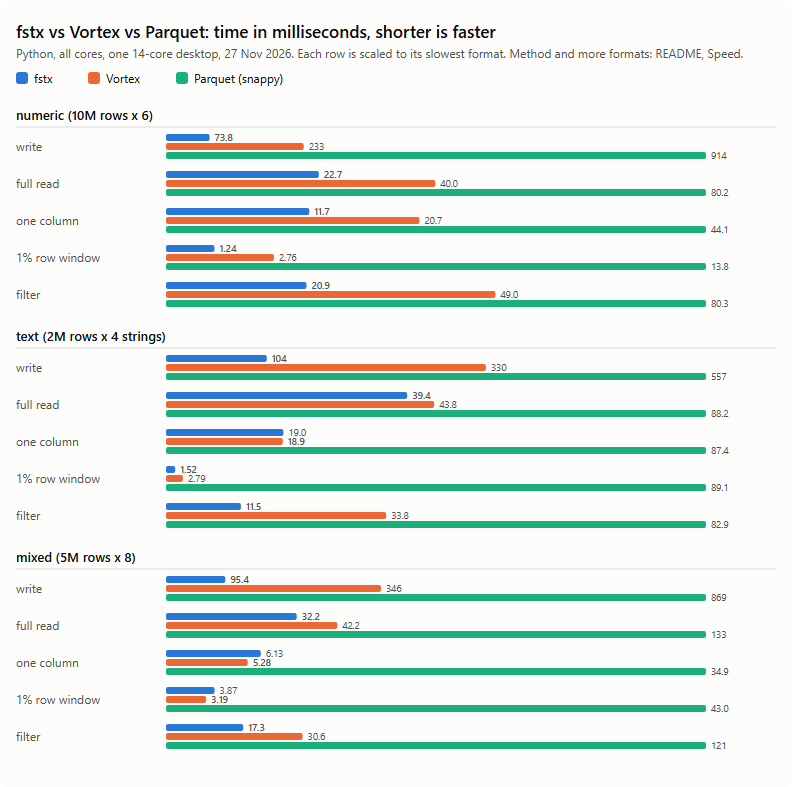 fstx vs Vortex vs Parquet: time in milliseconds, shorter is faster
Python, all cores, one 14-core desktop, 27 Nov 2026. Each row is scaled to its slowest format. Method and more formats: README, Speed.
fstx Vortex Parquet (snappy)
numeric (10M rows x 6)
73.8
write 233
914
22.7
full read 40.0
80.2
11.7
one column 20.7
44.1
1.24
1% row window 2.76
13.8
20.9
filter 49.0
80.3
text (2M rows x 4 strings)
104
write 330
557
39.4
full read 43.8
88.2
19.0
one column 18.9
87.4
1.52
1% row window 2.79
89.1
11.5
filter 33.8
82.9
mixed (5M rows x 8)
95.4
write 346
869
32.2
full read 42.2
133
6.13
one column 5.28
34.9
3.87
1% row window 3.19
43.0
17.3
filter 30.6
121